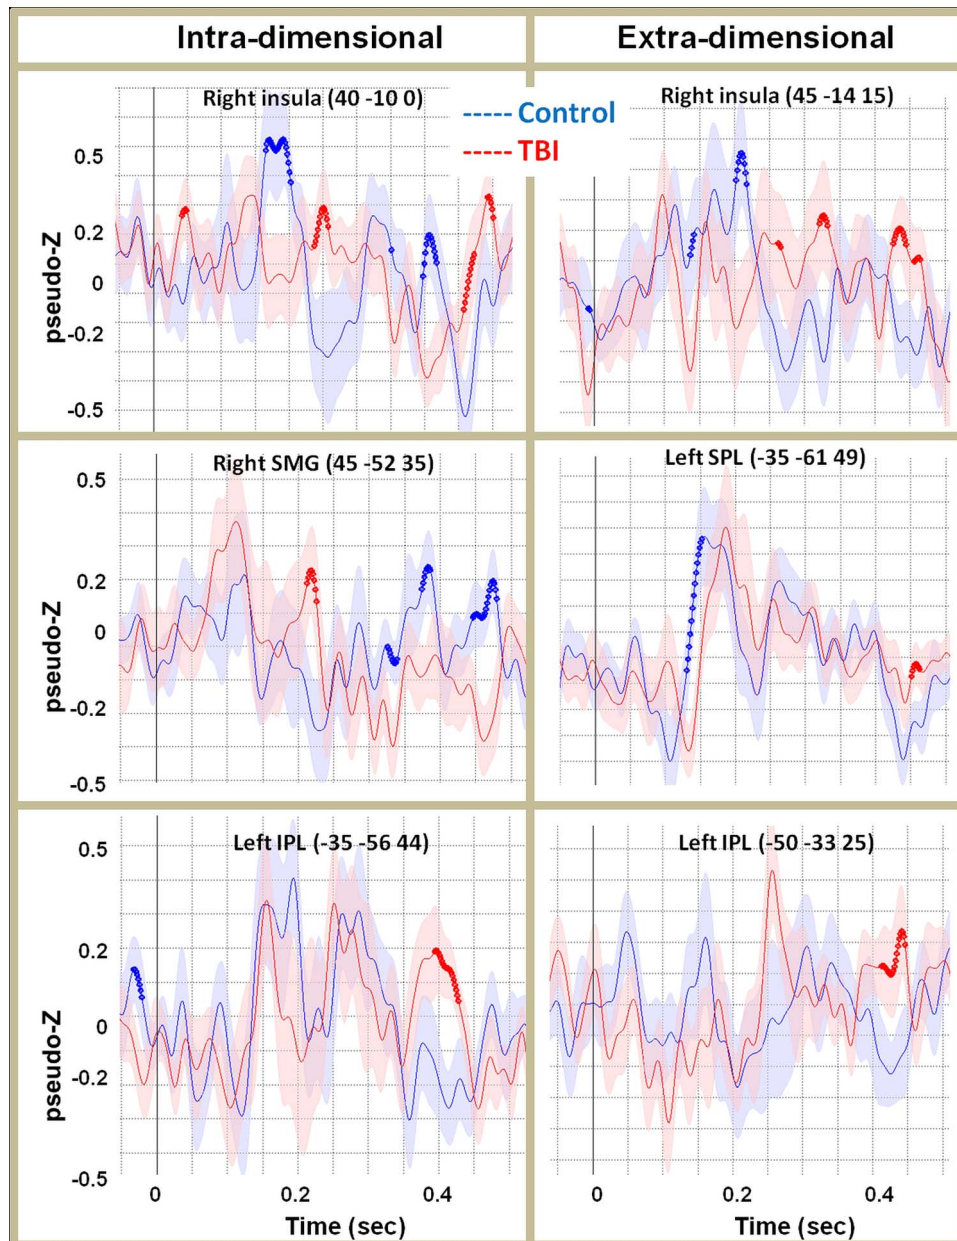 Intra-dimensional
Extra-dimensional
Right insula (40 -10 0)
Right insula (45 -14 15)
----- Control
----- TBI
0.5
0.2
0
-0.2
-0.5
pseudo-Z
Right SMG (45 -52 35)
Left SPL (-35 -61 49)
0.5
0.2
0
-0.2
-0.5
pseudo-Z
Left IPL (-35 -56 44)
Left IPL (-50 -33 25)
0.5
0.2
0
-0.2
-0.5
pseudo-Z
0 0.2 0.4
0 0.2 0.4
Time (sec)
Time (sec)